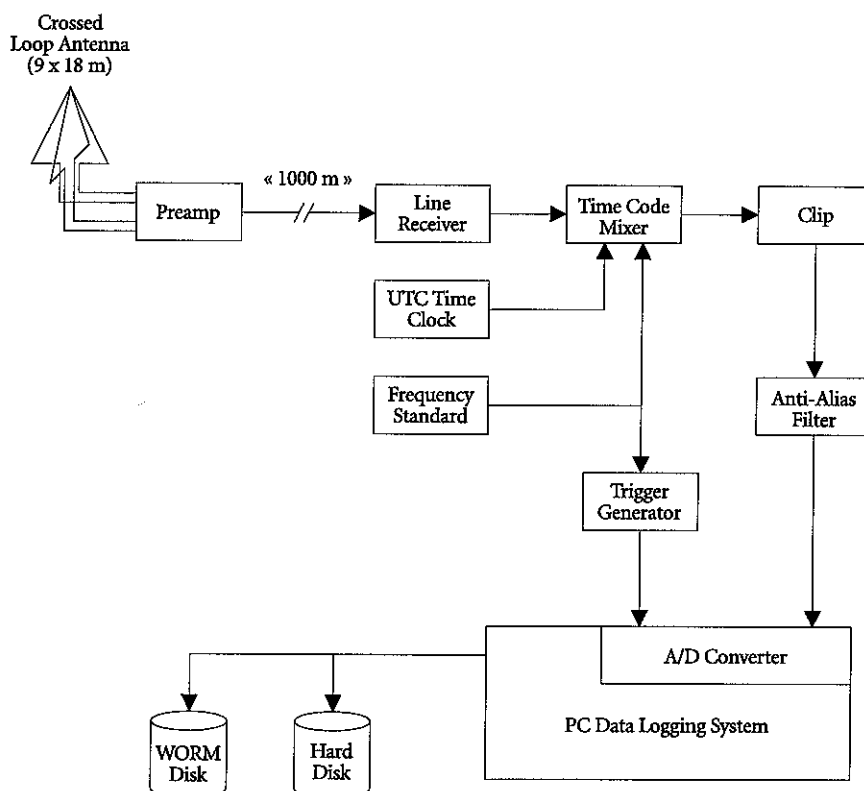 Crossed
Loop Antenna
(9 x 18 m)
Preamp
« 1000 m »
Line
Receiver
Time Code
Mixer
Clip
UTC Time
Clock
Frequency
Standard
Anti-Alias
Filter
Trigger
Generator
A/D Converter
PC Data Logging System
WORM
Disk
Hard
Disk